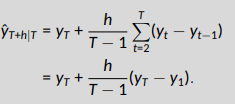 ŷT+h|T = yT + h/(T − 1) ∑_{t=2}^{T} (yt − yt−1)
= yT + h/(T − 1) (yT − y1).